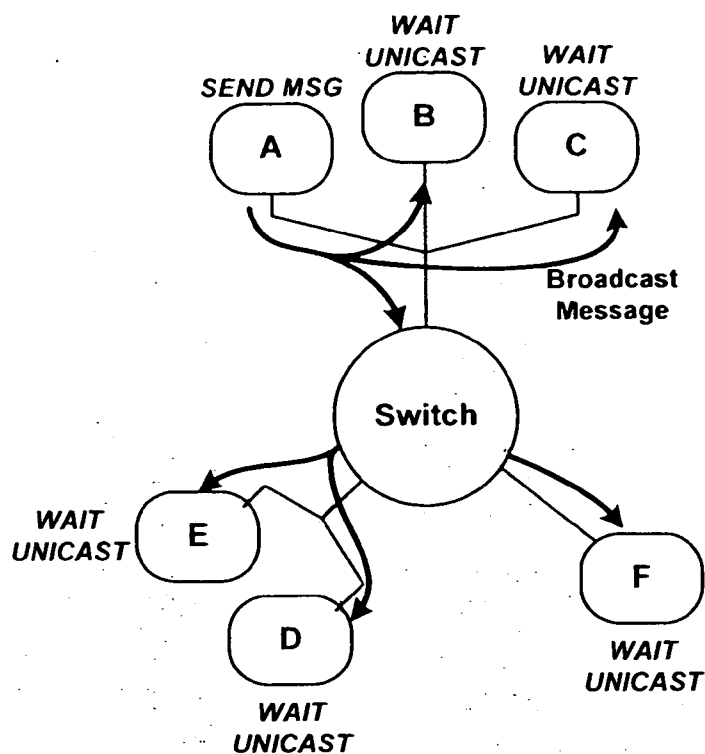 WAIT
UNICAST
WAIT
UNICAST
SEND MSG
A
B
C
Broadcast
Message
Switch
WAIT
UNICAST
E
F
D
WAIT
UNICAST
WAIT
UNICAST